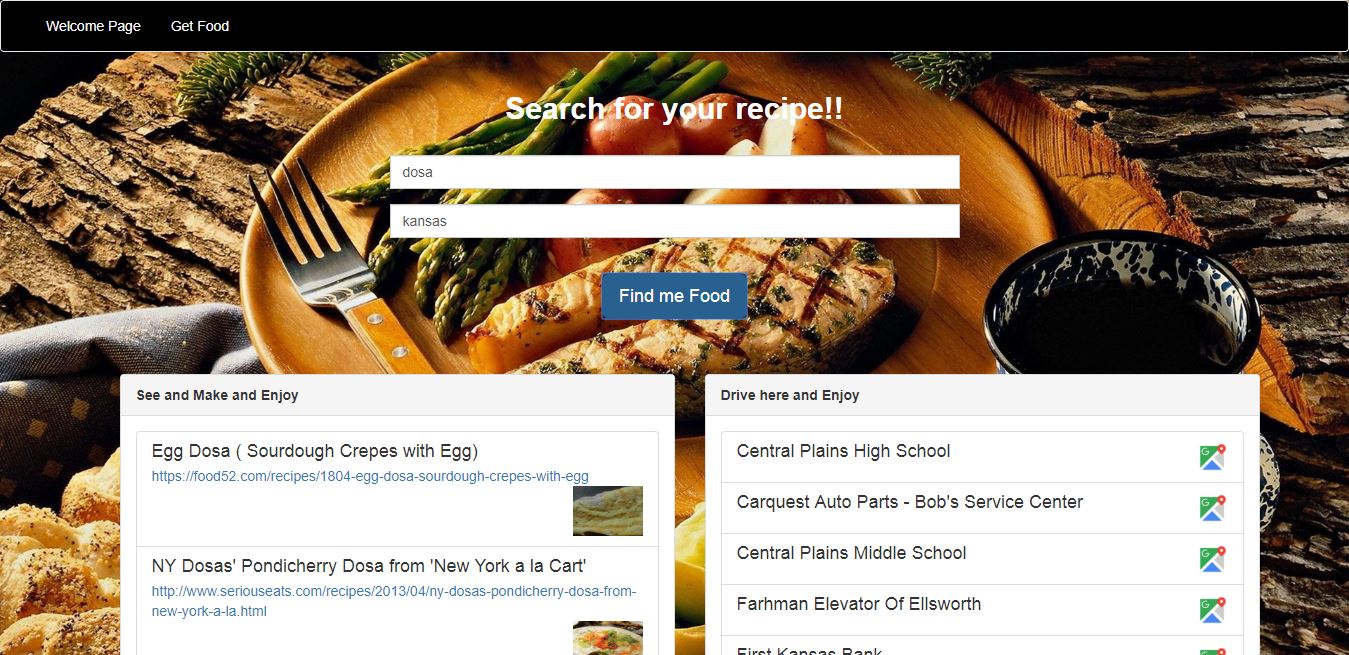 Welcome Page Get Food
Search for your recipe!!
dosa
kansas
Find me Food
See and Make and Enjoy
Egg Dosa ( Sourdough Crepes with Egg)
https://food52.com/recipes/1804-egg-dosa-sourdough-crepes-with-egg
NY Dosas' Pondicherry Dosa from 'New York a la Cart'
http://www.seriouseats.com/recipes/2013/04/ny-dosas-pondicherry-dosa-from-
new-york-a-la.html
Drive here and Enjoy
Central Plains High School
Carquest Auto Parts - Bob's Service Center
Central Plains Middle School
Farhman Elevator Of Ellsworth
First Kansas Bank